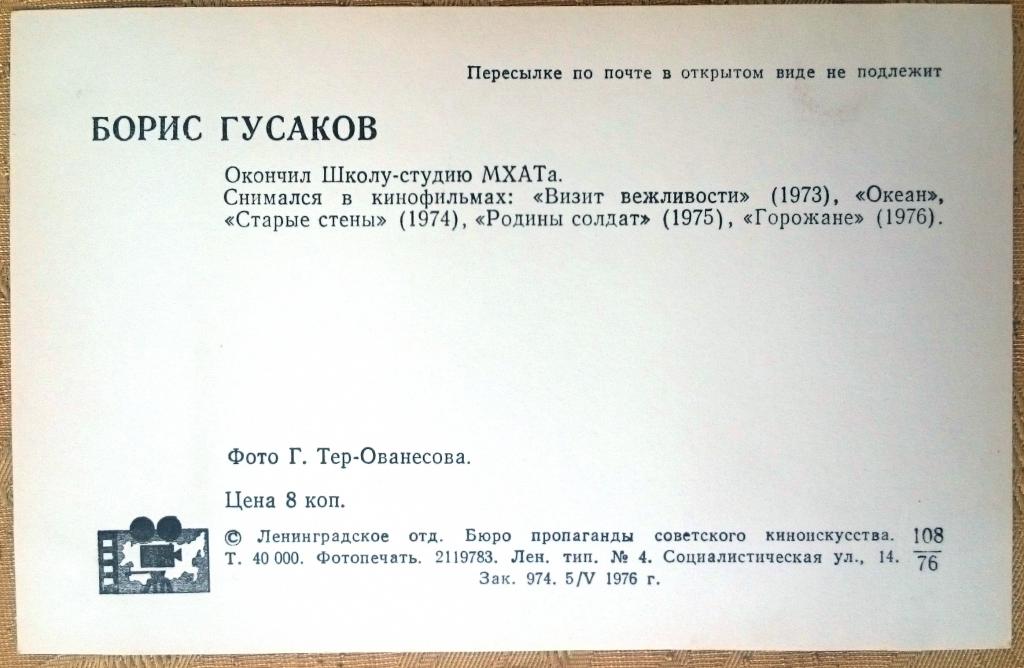 Пересылке по почте в открытом виде не подлежит
БОРИС ГУСАКОВ
Окончил Школу-студию МХАТа.
Снимался в кинофильмах: «Визит вежливости» (1973), «Океан»,
«Старые стены» (1974), «Родины солдат» (1975), «Горожане» (1976).
Фото Г. Тер-Ованесова.
Цена 8 коп.
© Ленинградское отд. Бюро пропаганды советского киноискусства. 108
Т. 40 000. Фотопечать. 2119783. Лен. тип. № 4. Социалистическая ул., 14. 76
Зак. 974. 5/V 1976 г.